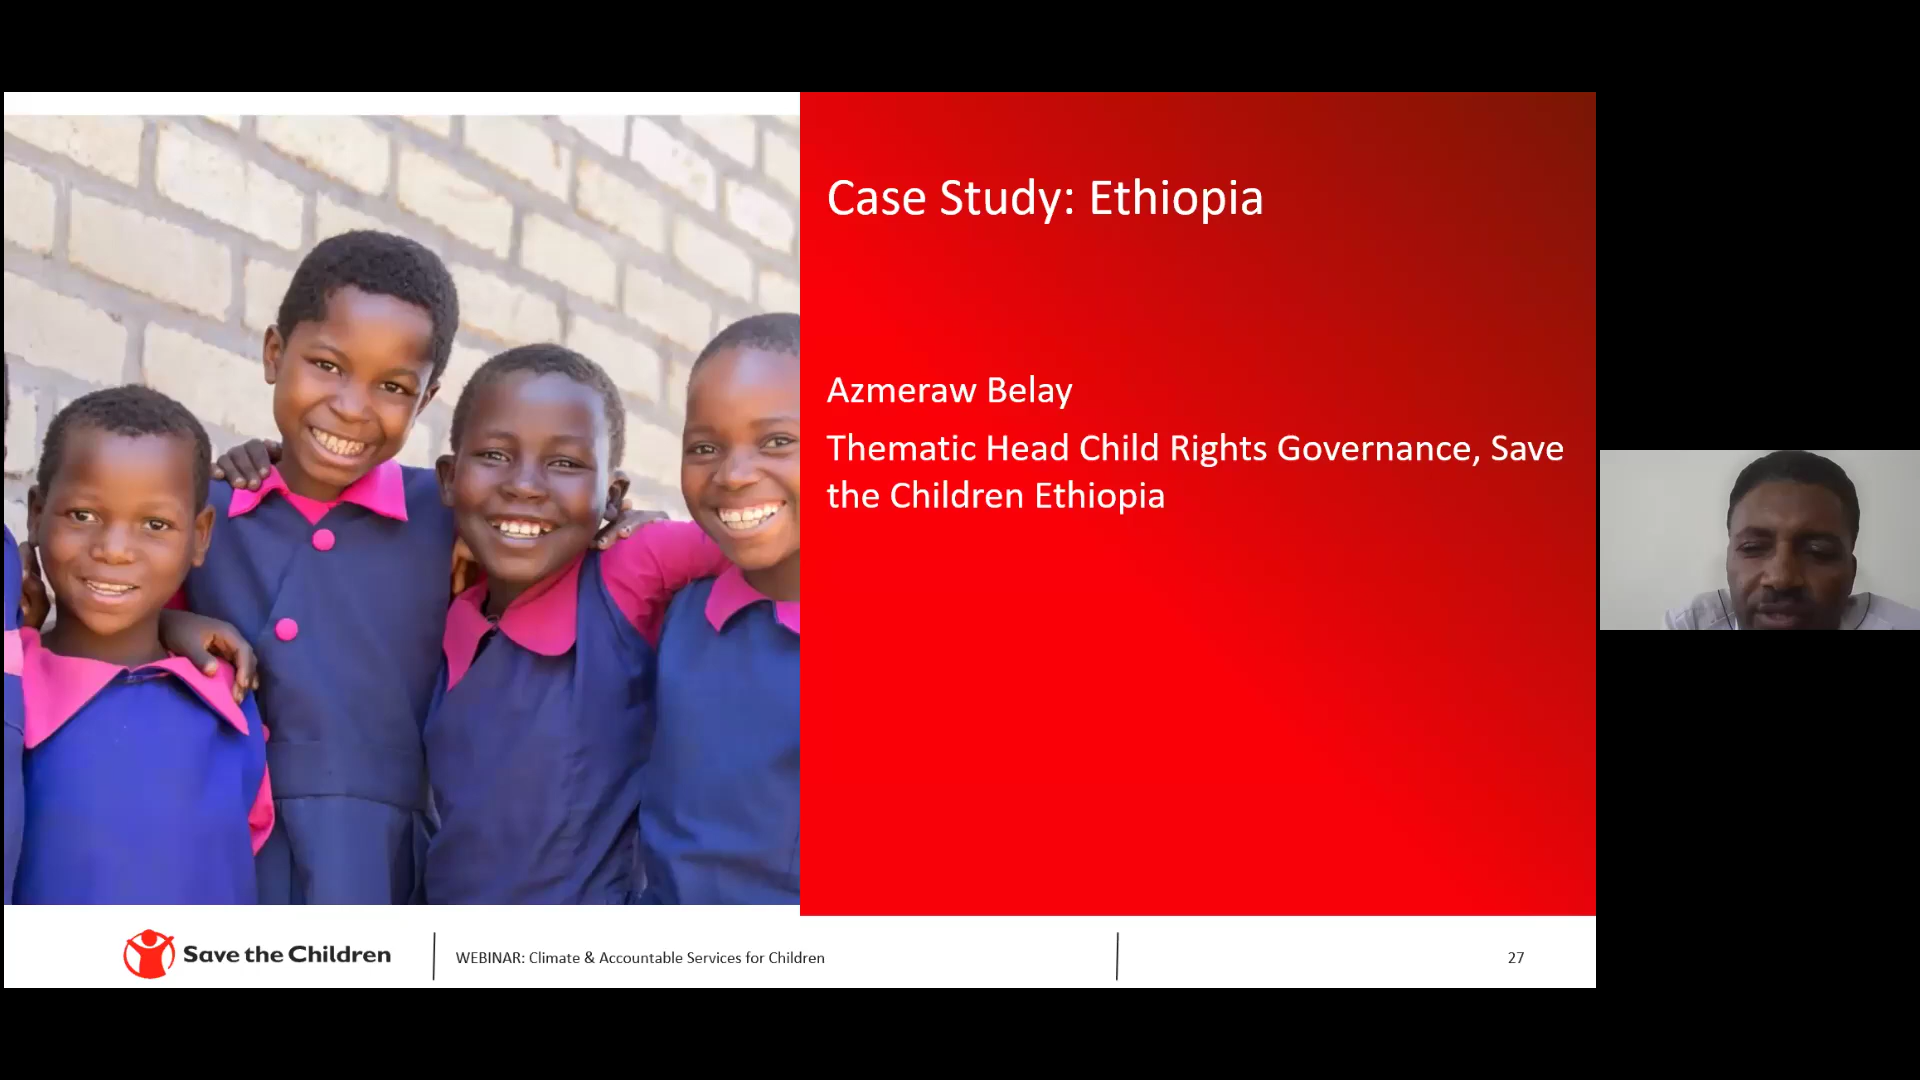 Case Study: Ethiopia
Azmeraw Belay
Thematic Head Child Rights Governance, Save
the Children Ethiopia
Save the Children
WEBINAR: Climate & Accountable Services for Children
27